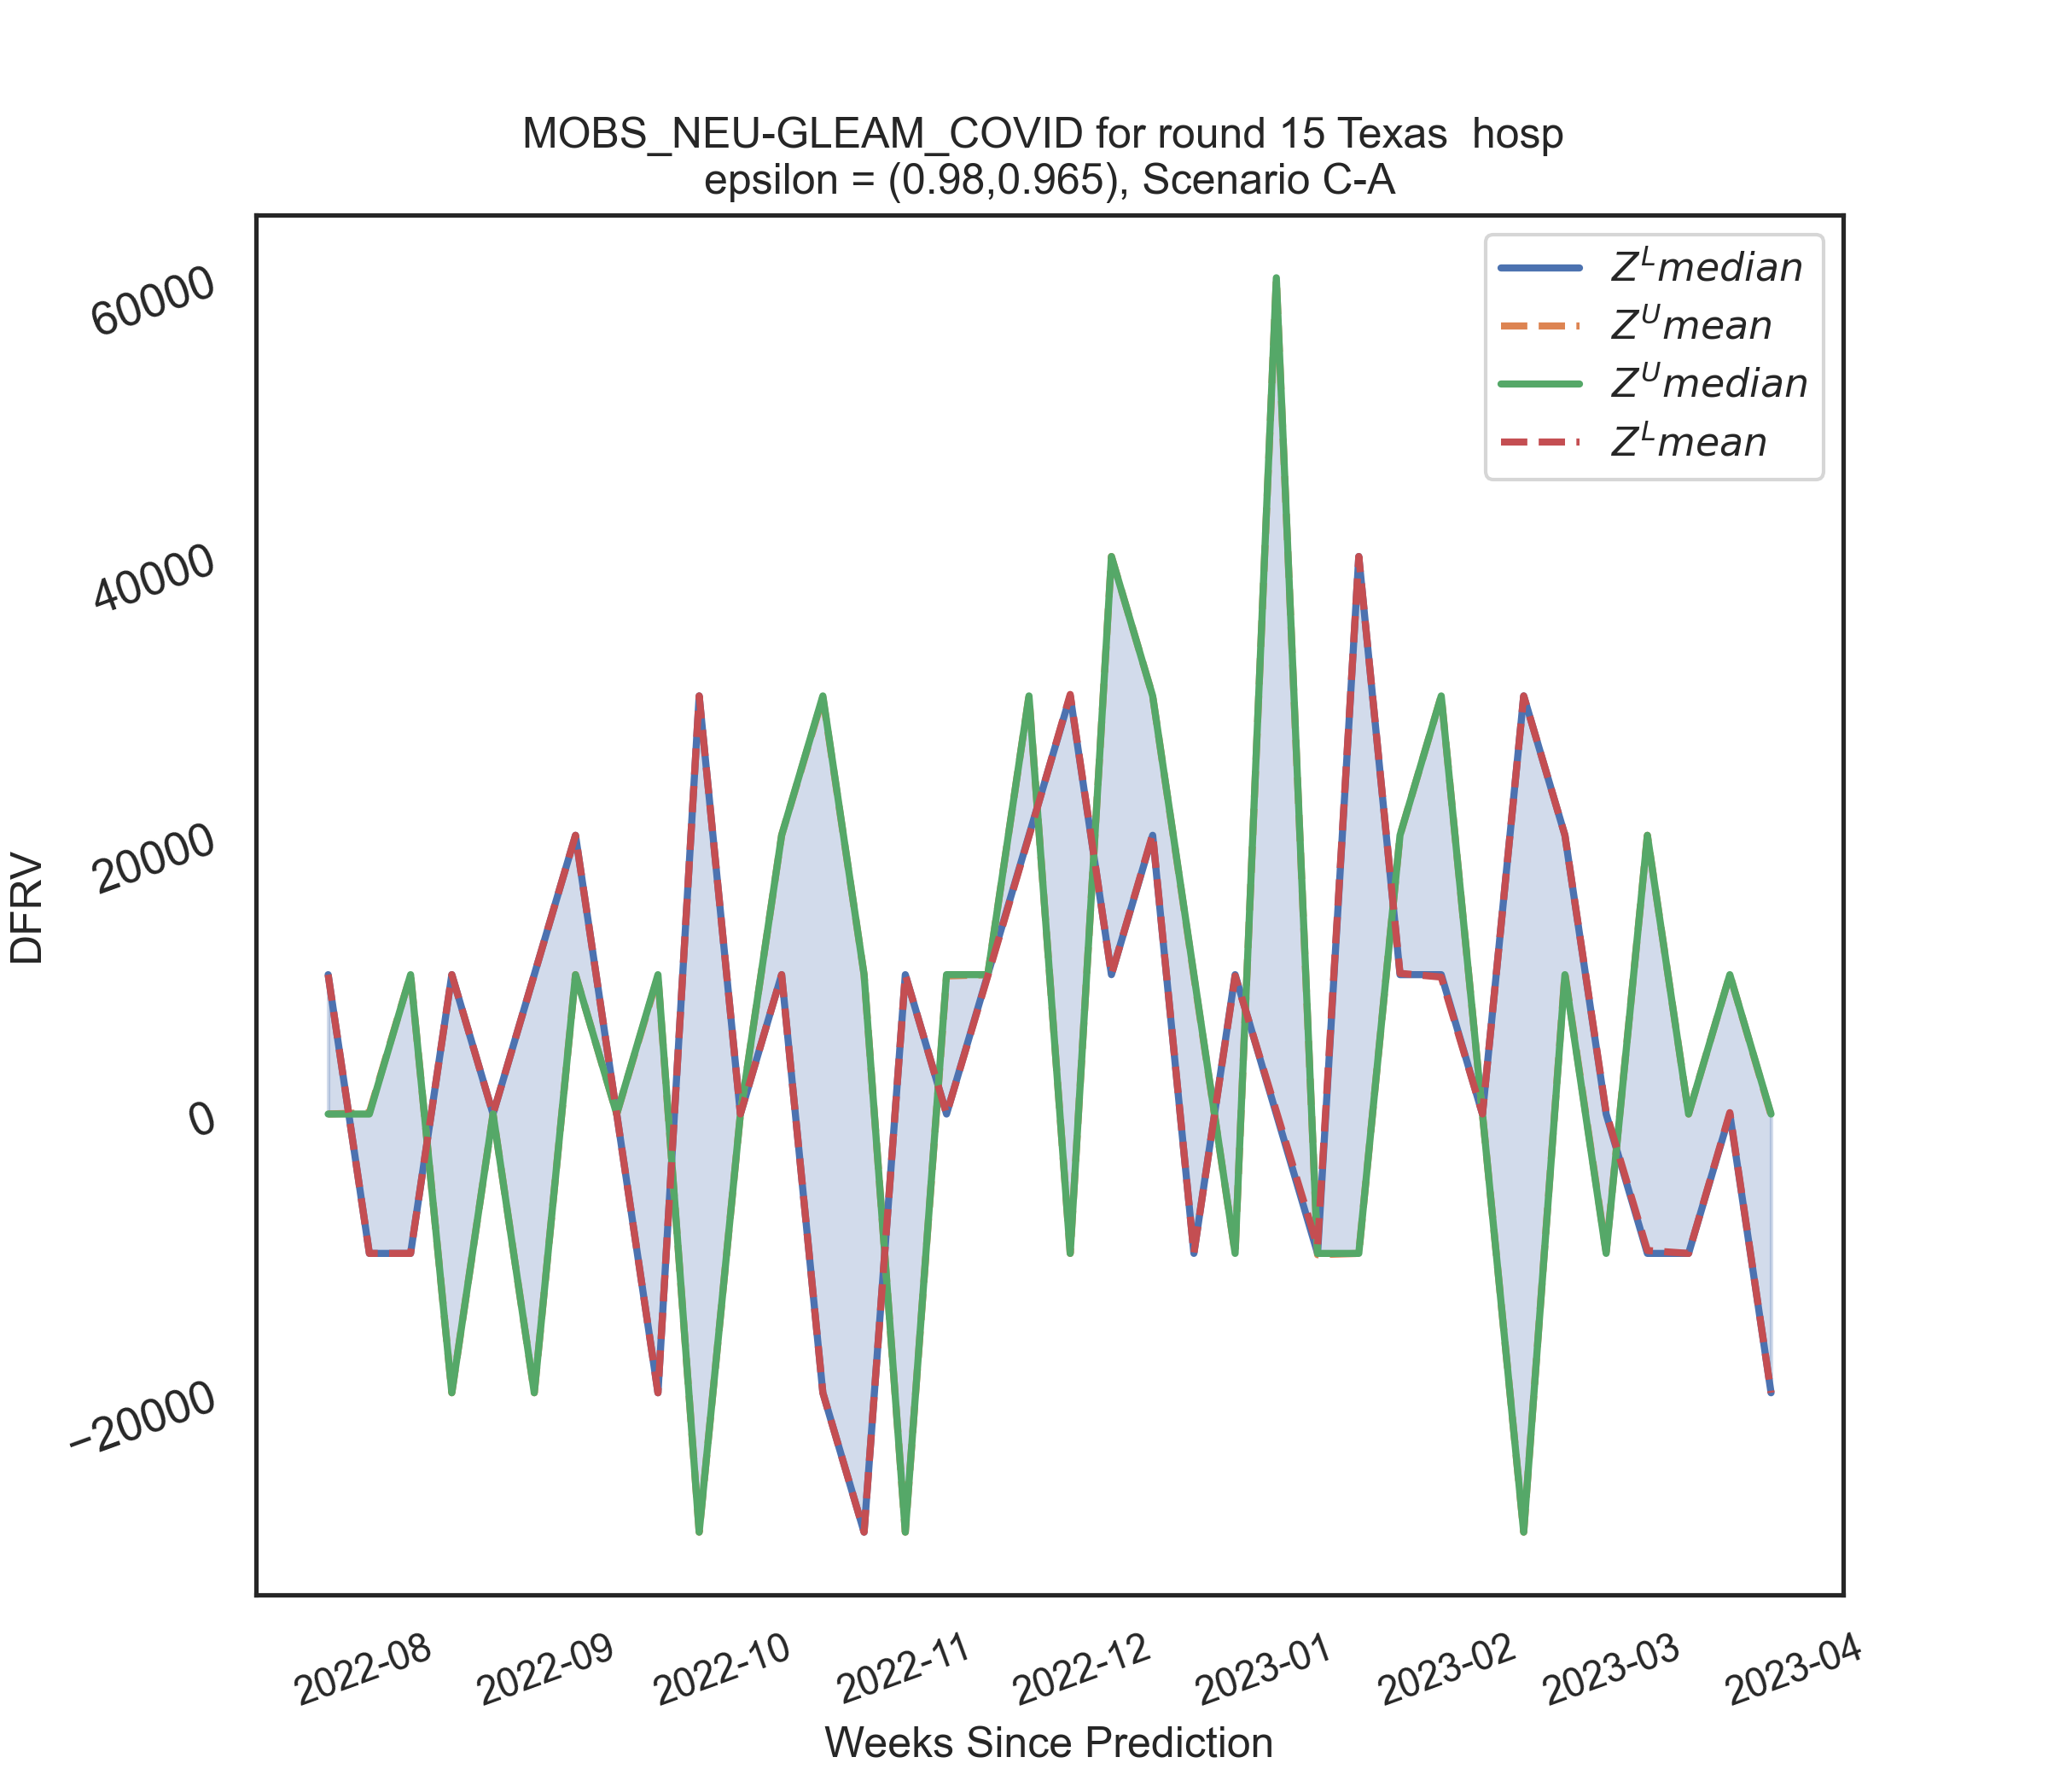 MOBS_NEU-GLEAM_COVID for round 15 Texas  hosp
epsilon = (0.98,0.965), Scenario C-A
Z^L median
Z^U mean
Z^U median
Z^L mean
60000
40000
20000
0
−20000
DFRV
2022-08
2022-09
2022-10
2022-11
2022-12
2023-01
2023-02
2023-03
2023-04
Weeks Since Prediction